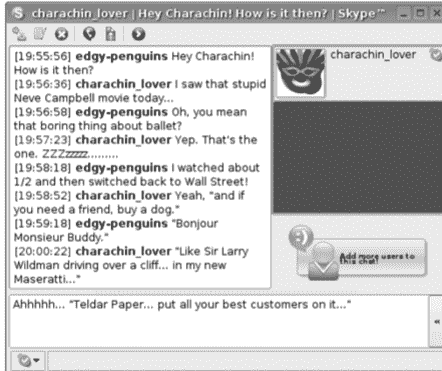 charachin_lover | Hey Charachin! How is it then? | Skype™
[19:55:56] edgy-penguins Hey Charachin!
How is it then?
[19:56:36] charachin_lover I saw that stupid
Neve Campbell movie today...
[19:56:58] edgy-penguins Oh, you mean
that boring thing about ballet?
[19:57:23] charachin_lover Yep. That's the
one. ZZZzzzzz.........
[19:58:18] edgy-penguins I watched about
1/2 and then switched back to Wall Street!
[19:58:52] charachin_lover Yeah, "and if
you need a friend, buy a dog."
[19:59:18] edgy-penguins "Bonjour
Monsieur Buddy."
[20:00:22] charachin_lover "Like Sir Larry
Wildman driving over a cliff... in my new
Maseratti..."
charachin_lover
Add more users to
this chat!
Ahhhhh... "Teldar Paper... put all your best customers on it..."